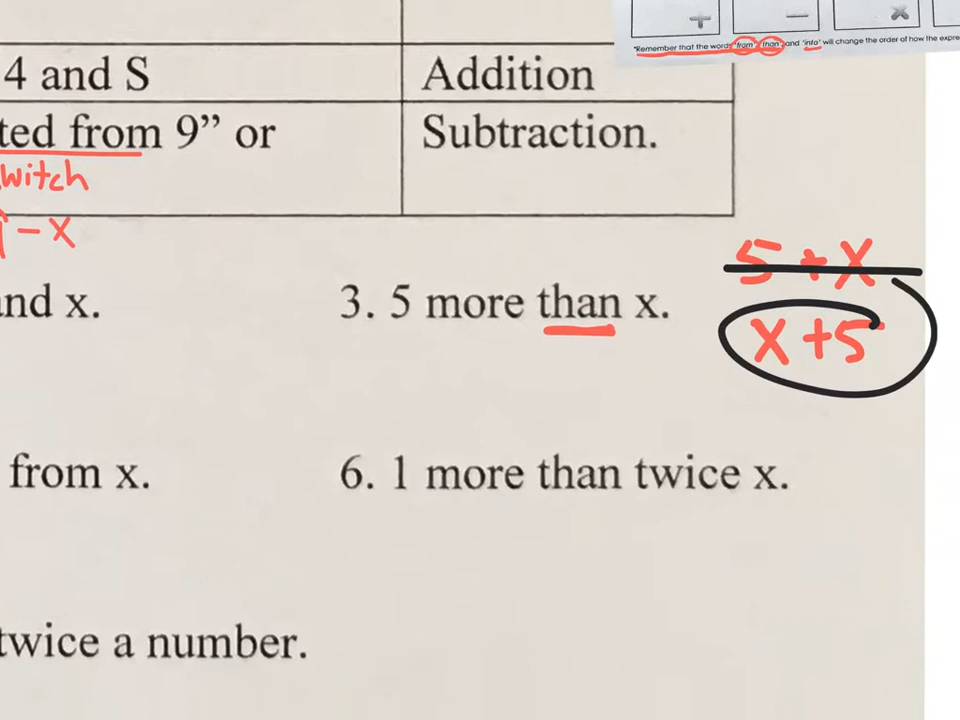 *Remember that the words 'from' 'than' and 'into' will change the order of how the expre
4 and S Addition
ted from 9” or Subtraction.
witch
- x
5 + x
and x. 3. 5 more than x.
x + 5
from x. 6. 1 more than twice x.
twice a number.